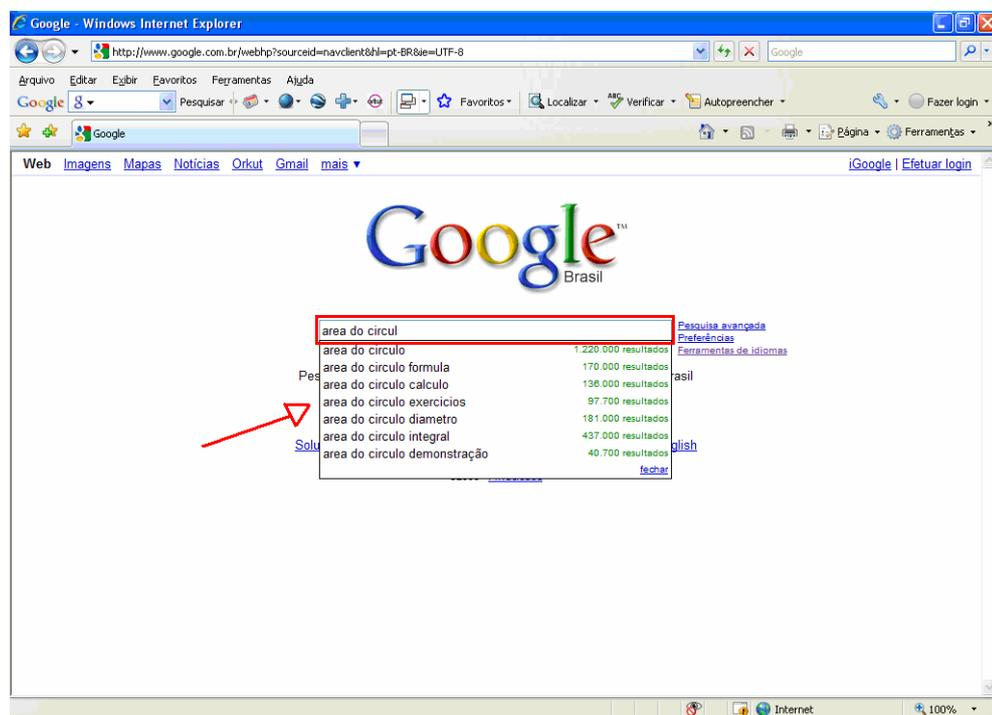 Google - Windows Internet Explorer
http://www.google.com.br/webhp?sourceid=navclient&hl=pt-BR&ie=UTF-8
Google
Arquivo Editar Exibir Favoritos Ferramentas Ajuda
Google Pesquisar Favoritos Localizar Verificar Autopreencher Fazer login
Google Página Ferramentas
Web Imagens Mapas Notícias Orkut Gmail mais ▼ iGoogle | Efetuar login
Google™
Brasil
area do circul Pesquisa avançada
Preferências
area do circulo 1.220.000 resultados Ferramentas de idiomas
area do circulo formula 170.000 resultados
Pes area do circulo calculo 136.000 resultados rasil
area do circulo exercicios 97.700 resultados
area do circulo diametro 181.000 resultados
area do circulo integral 437.000 resultados
Solu area do circulo demonstração 40.700 resultados glish
fechar
Internet 100%